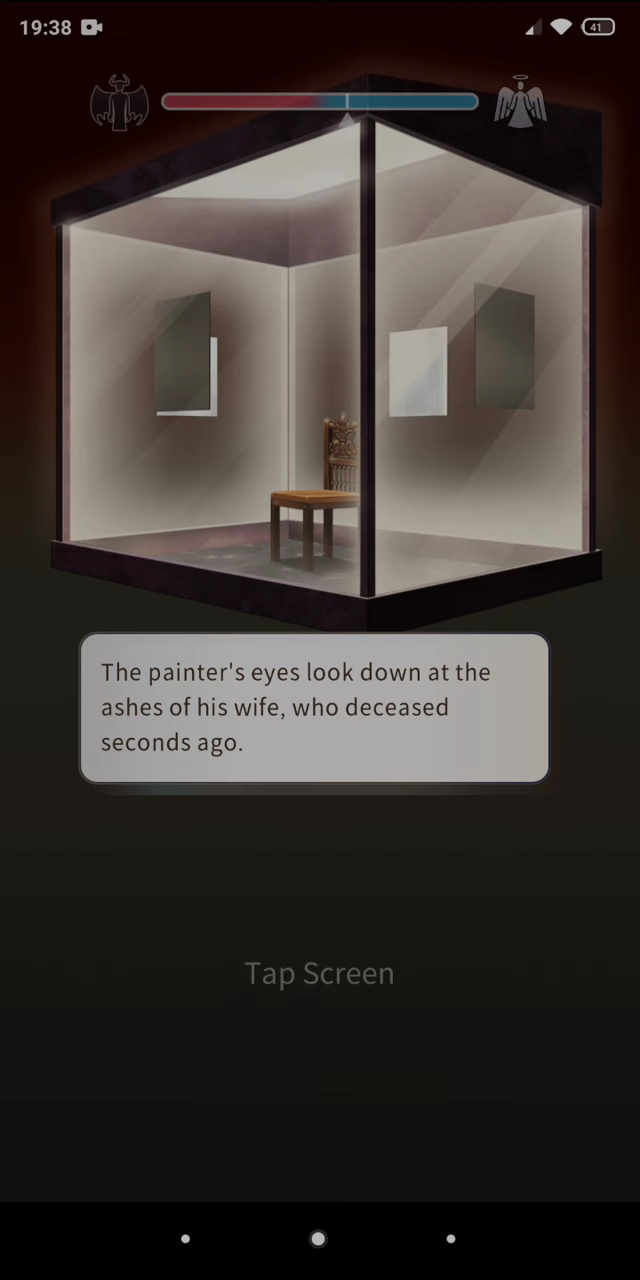 19:38
41
The painter's eyes look down at the
ashes of his wife, who deceased
seconds ago.
Tap Screen